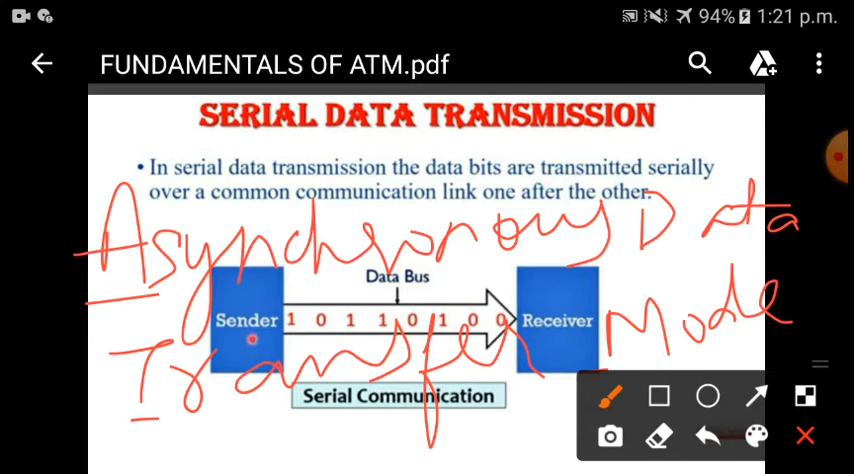 94% 1:21 p.m.
FUNDAMENTALS OF ATM.pdf
SERIAL DATA TRANSMISSION
• In serial data transmission the data bits are transmitted serially
over a common communication link one after the other.
Asynchronous Data
Data Bus
Sender 1 0 1 1 0 1 0 0 Receiver
Transfer Mode
Serial Communication